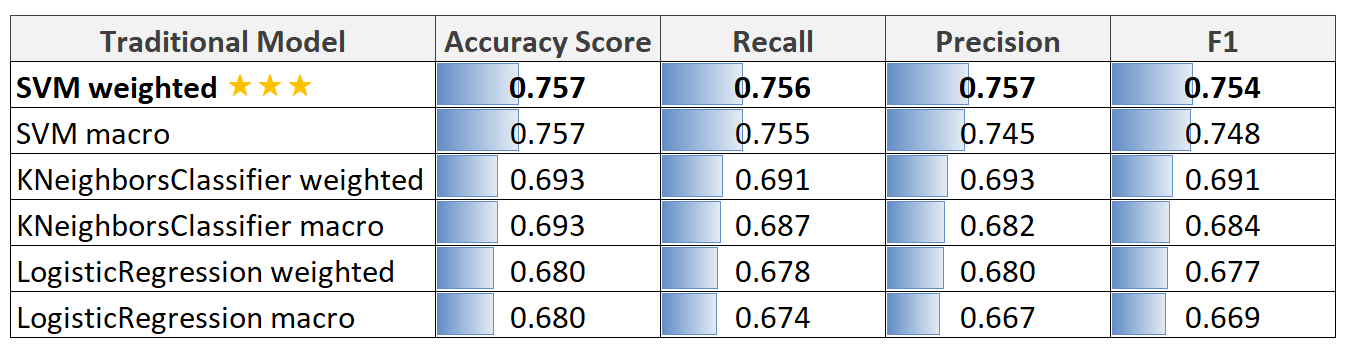 Traditional Model Accuracy Score Recall Precision F1
SVM weighted ★★★ 0.757 0.756 0.757 0.754
SVM macro 0.757 0.755 0.745 0.748
KNeighborsClassifier weighted 0.693 0.691 0.693 0.691
KNeighborsClassifier macro 0.693 0.687 0.682 0.684
LogisticRegression weighted 0.680 0.678 0.680 0.677
LogisticRegression macro 0.680 0.674 0.667 0.669